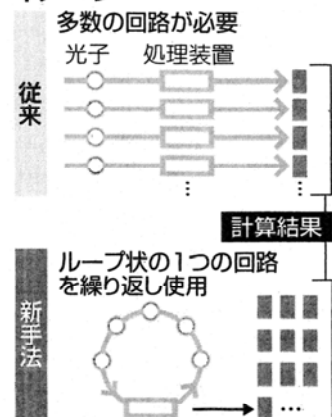 多数の回路が必要
光子 処理装置
従来
⋮ ⋮
計算結果
ループ状の1つの回路
を繰り返し使用
新手法
…